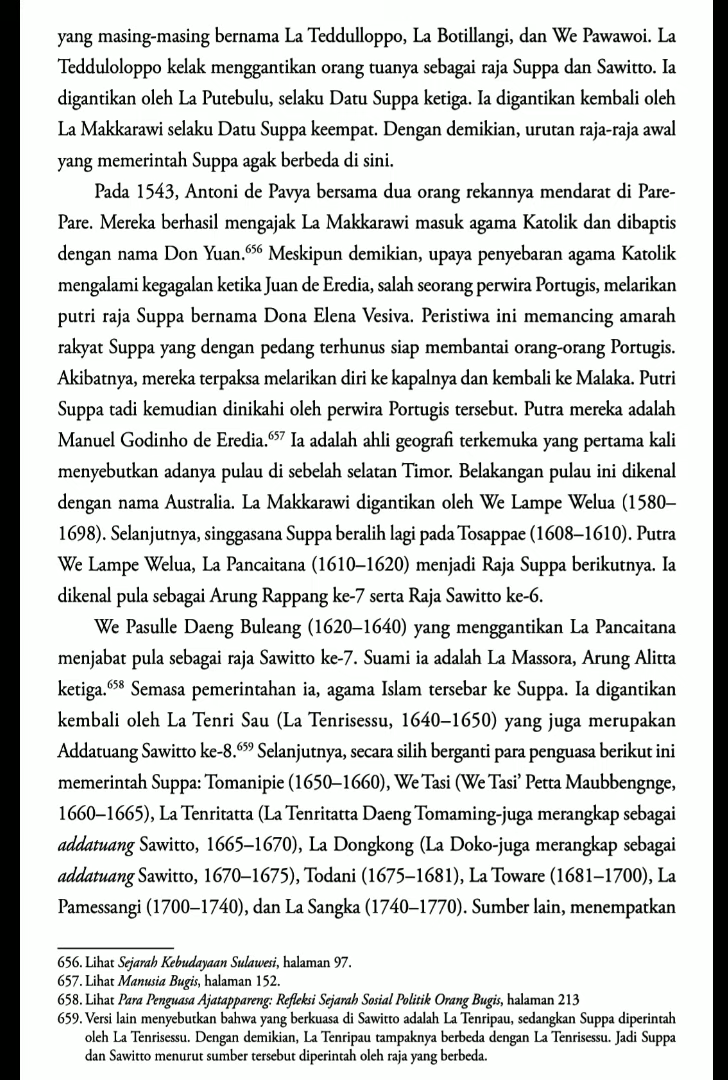 yang masing-masing bernama La Teddulloppo, La Botillangi, dan We Pawawoi. La
Tedduloloppo kelak menggantikan orang tuanya sebagai raja Suppa dan Sawitto. Ia
digantikan oleh La Putebulu, selaku Datu Suppa ketiga. Ia digantikan kembali oleh
La Makkarawi selaku Datu Suppa keempat. Dengan demikian, urutan raja-raja awal
yang memerintah Suppa agak berbeda di sini.
Pada 1543, Antoni de Pavya bersama dua orang rekannya mendarat di Pare-
Pare. Mereka berhasil mengajak La Makkarawi masuk agama Katolik dan dibaptis
dengan nama Don Yuan.⁶⁵⁶ Meskipun demikian, upaya penyebaran agama Katolik
mengalami kegagalan ketika Juan de Eredia, salah seorang perwira Portugis, melarikan
putri raja Suppa bernama Dona Elena Vesiva. Peristiwa ini memancing amarah
rakyat Suppa yang dengan pedang terhunus siap membantai orang-orang Portugis.
Akibatnya, mereka terpaksa melarikan diri ke kapalnya dan kembali ke Malaka. Putri
Suppa tadi kemudian dinikahi oleh perwira Portugis tersebut. Putra mereka adalah
Manuel Godinho de Eredia.⁶⁵⁷ Ia adalah ahli geografi terkemuka yang pertama kali
menyebutkan adanya pulau di sebelah selatan Timor. Belakangan pulau ini dikenal
dengan nama Australia. La Makkarawi digantikan oleh We Lampe Welua (1580–
1698). Selanjutnya, singgasana Suppa beralih lagi pada Tosappae (1608–1610). Putra
We Lampe Welua, La Pancaitana (1610–1620) menjadi Raja Suppa berikutnya. Ia
dikenal pula sebagai Arung Rappang ke-7 serta Raja Sawitto ke-6.
We Pasulle Daeng Buleang (1620–1640) yang menggantikan La Pancaitana
menjabat pula sebagai raja Sawitto ke-7. Suami ia adalah La Massora, Arung Alitta
ketiga.⁶⁵⁸ Semasa pemerintahan ia, agama Islam tersebar ke Suppa. Ia digantikan
kembali oleh La Tenri Sau (La Tenrisessu, 1640–1650) yang juga merupakan
Addatuang Sawitto ke-8.⁶⁵⁹ Selanjutnya, secara silih berganti para penguasa berikut ini
memerintah Suppa: Tomanipie (1650–1660), We Tasi (We Tasi’ Petta Maubbengnge,
1660–1665), La Tenritatta (La Tenritatta Daeng Tomaming-juga merangkap sebagai
addatuang Sawitto, 1665–1670), La Dongkong (La Doko-juga merangkap sebagai
addatuang Sawitto, 1670–1675), Todani (1675–1681), La Toware (1681–1700), La
Pamessangi (1700–1740), dan La Sangka (1740–1770). Sumber lain, menempatkan
656. Lihat Sejarah Kebudayaan Sulawesi, halaman 97.
657. Lihat Manusia Bugis, halaman 152.
658. Lihat Para Penguasa Ajatappareng: Refleksi Sejarah Sosial Politik Orang Bugis, halaman 213
659. Versi lain menyebutkan bahwa yang berkuasa di Sawitto adalah La Tenripau, sedangkan Suppa diperintah
oleh La Tenrisessu. Dengan demikian, La Tenripau tampaknya berbeda dengan La Tenrisessu. Jadi Suppa
dan Sawitto menurut sumber tersebut diperintah oleh raja yang berbeda.